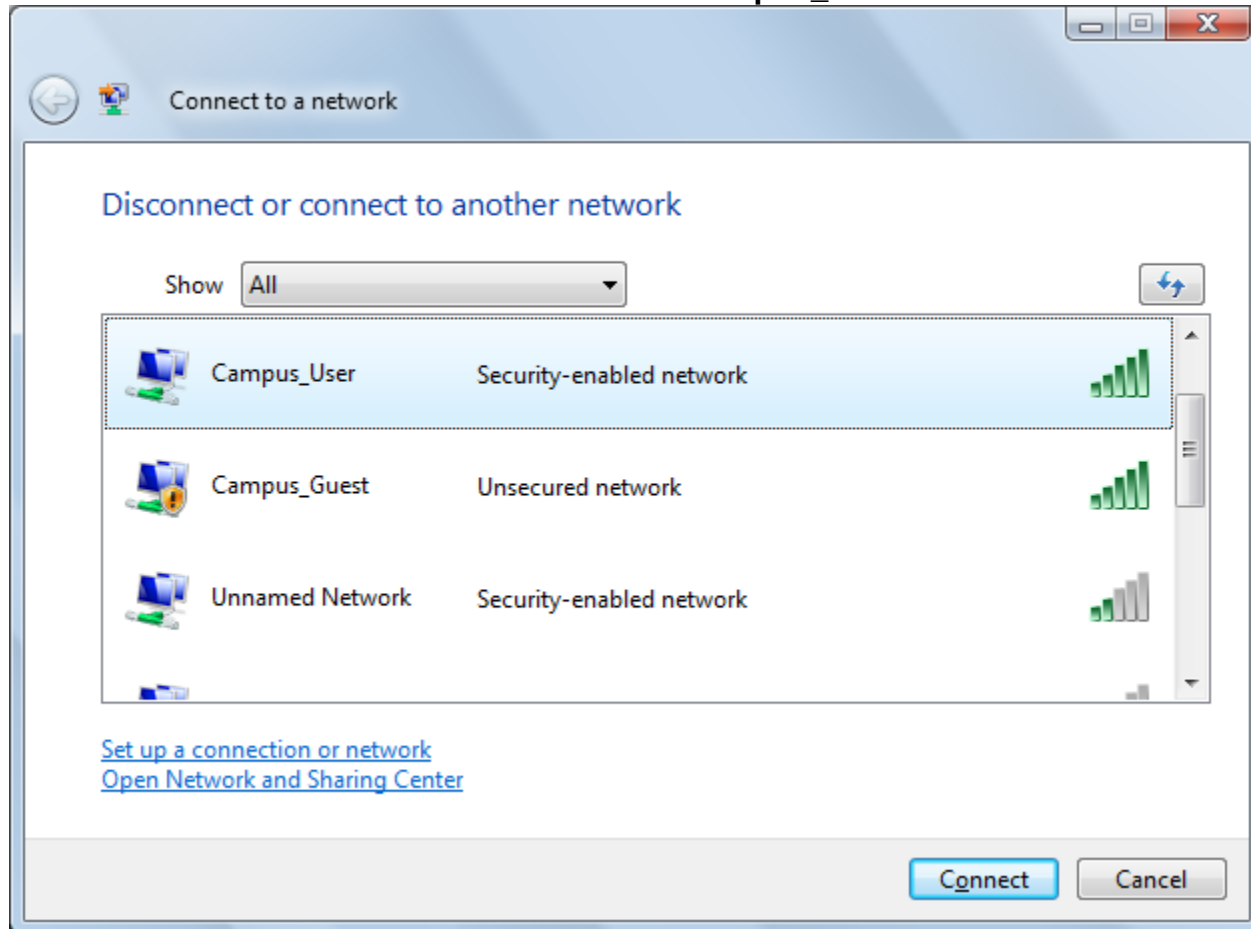 Connect to a network
Disconnect or connect to another network
Show All
Campus_User Security-enabled network
Campus_Guest Unsecured network
Unnamed Network Security-enabled network
Set up a connection or network
Open Network and Sharing Center
Connect Cancel